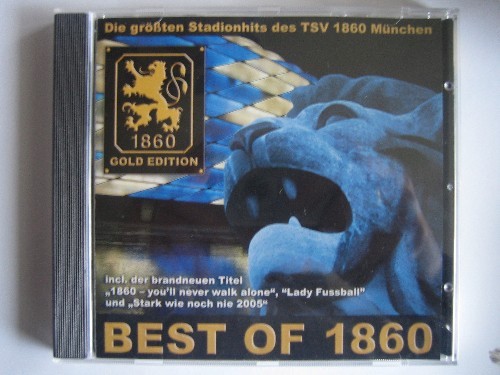 Die größten Stadionhits des TSV 1860 München
1860
GOLD EDITION
incl. der brandneuen Titel
„1860 – you'll never walk alone“, “Lady Fussball”
und „Stark wie noch nie 2005“
BEST OF 1860